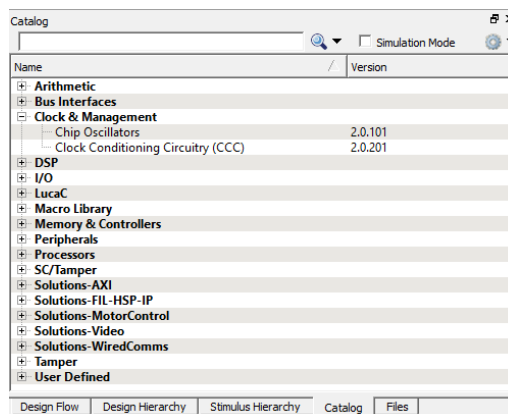 Catalog
Simulation Mode
Name Version
Arithmetic
Bus Interfaces
Clock & Management
Chip Oscillators 2.0.101
Clock Conditioning Circuitry (CCC) 2.0.201
DSP
I/O
LucaC
Macro Library
Memory & Controllers
Peripherals
Processors
SC/Tamper
Solutions-AXI
Solutions-FIL-HSP-IP
Solutions-MotorControl
Solutions-Video
Solutions-WiredComms
Tamper
User Defined
Design Flow Design Hierarchy Stimulus Hierarchy Catalog Files